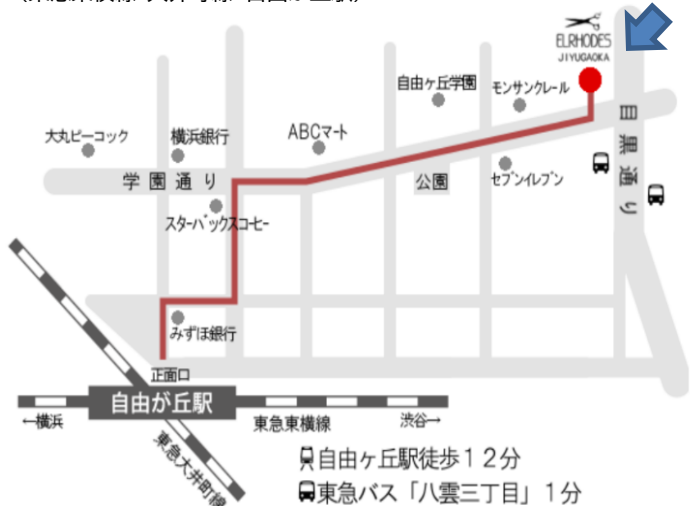 ELRHODES
JIYUGAOKA
自由ヶ丘学園
モンサンクレール
大丸ピーコック
横浜銀行
ABCマート
目黒通り
学園通り
公園
セブンイレブン
スターバックスコーヒー
みずほ銀行
正面口
自由が丘駅
←横浜
東急東横線
渋谷→
東急大井町線
自由ヶ丘駅徒歩12分
東急バス「八雲三丁目」1分